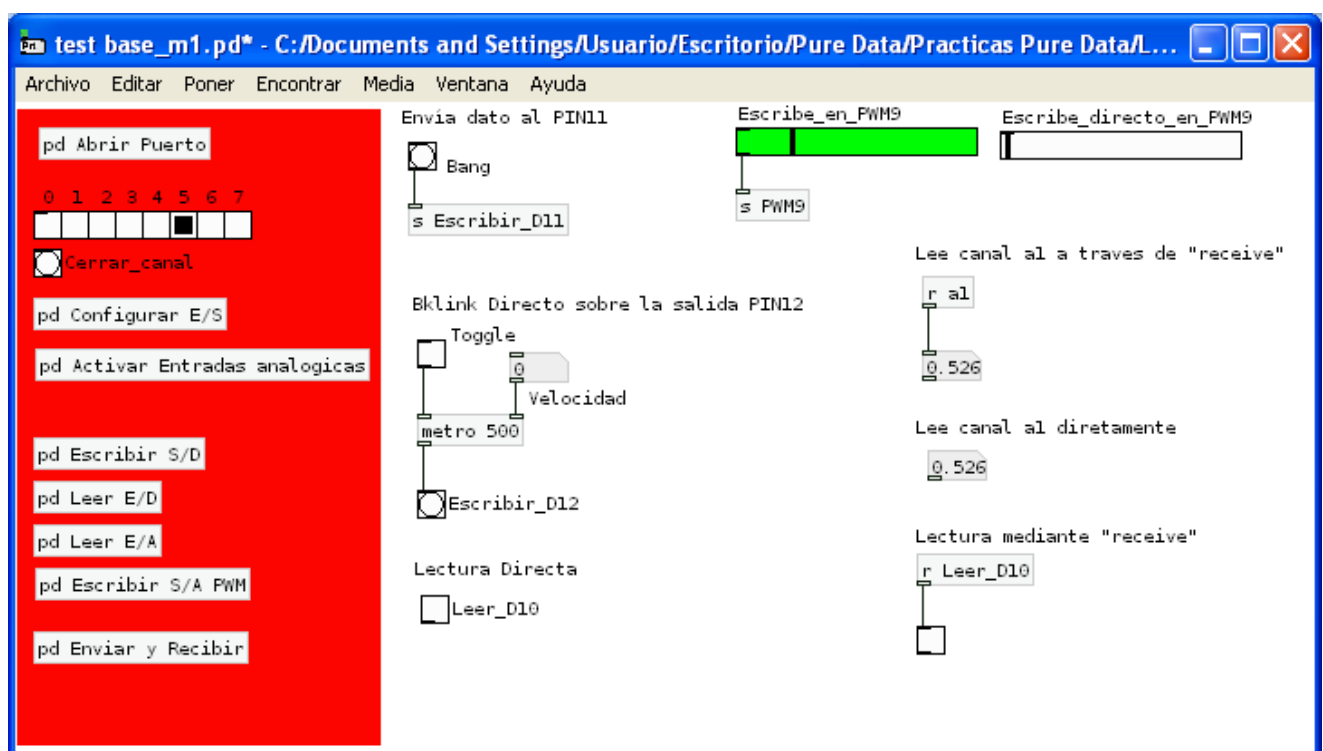 test base_m1.pd* - C:/Documents and Settings/Usuario/Escritorio/Pure Data/Practicas Pure Data/L...
Archivo Editar Poner Encontrar Media Ventana Ayuda
pd Abrir Puerto
0 1 2 3 4 5 6 7
Cerrar_canal
pd Configurar E/S
pd Activar Entradas analogicas
pd Escribir S/D
pd Leer E/D
pd Leer E/A
pd Escribir S/A PWM
pd Enviar y Recibir
Envía dato al PIN11
Bang
s Escribir_D11
Bklink Directo sobre la salida PIN12
Toggle
0
Velocidad
metro 500
Escribir_D12
Lectura Directa
Leer_D10
Escribe_en_PWM9
s PWM9
Escribe_directo_en_PWM9
Lee canal a1 a traves de "receive"
r a1
0.526
Lee canal a1 diretamente
0.526
Lectura mediante "receive"
r Leer_D10